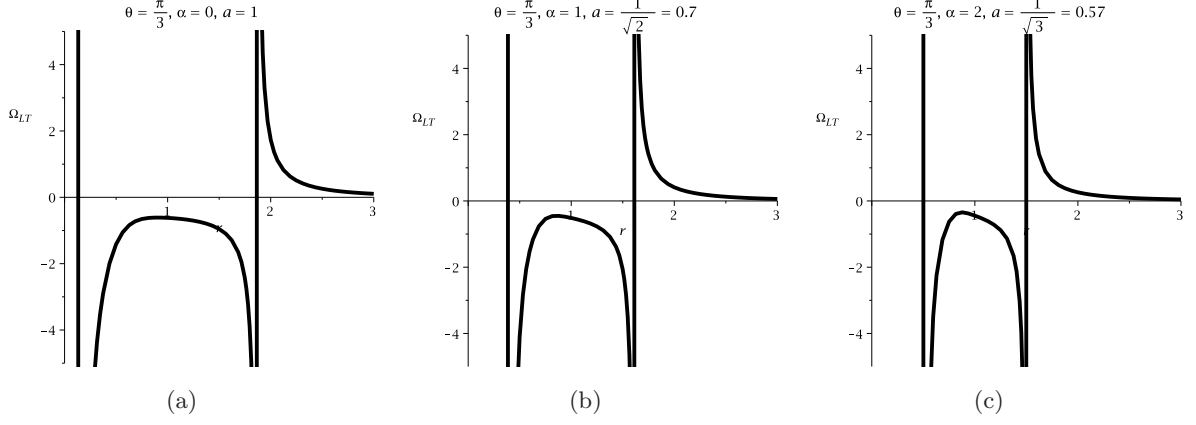 θ = π/3, α = 0, a = 1
Ω_LT
4
2
0
−2
−4
1
2
3
r
(a)
θ = π/3, α = 1, a = 1/√2 = 0.7
Ω_LT
4
2
0
−2
−4
1
2
3
r
(b)
θ = π/3, α = 2, a = 1/√3 = 0.57
Ω_LT
4
2
0
−2
−4
1
2
3
r
(c)